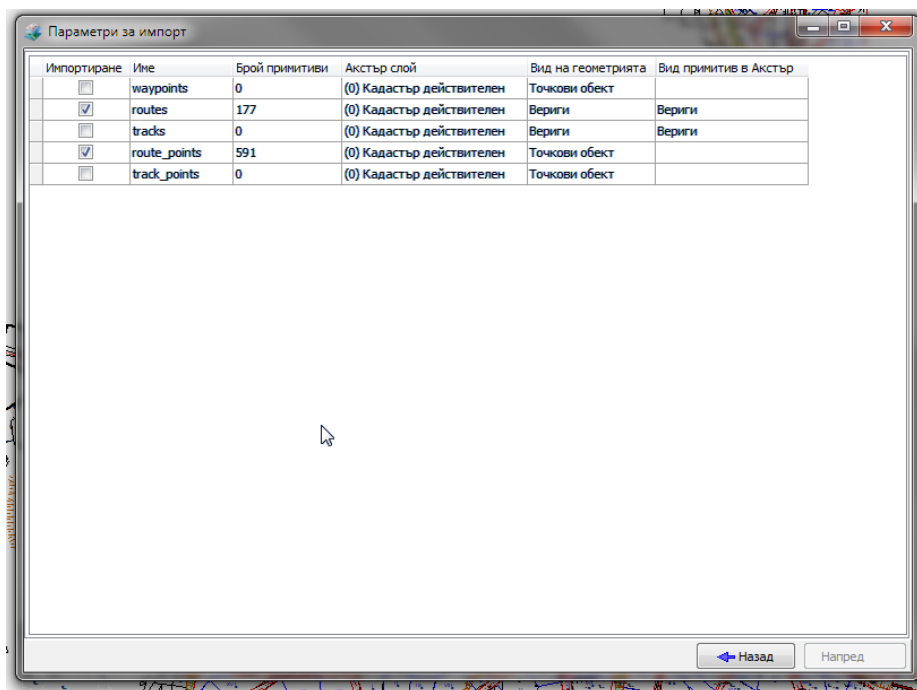 Параметри за импорт
Импортиране Име Брой примитиви Акстър слой Вид на геометрията Вид примитив в Акстър
waypoints 0 (0) Кадастър действителен Точкови обект
routes 177 (0) Кадастър действителен Вериги Вериги
tracks 0 (0) Кадастър действителен Вериги Вериги
route_points 591 (0) Кадастър действителен Точкови обект
track_points 0 (0) Кадастър действителен Точкови обект
Назад Напред